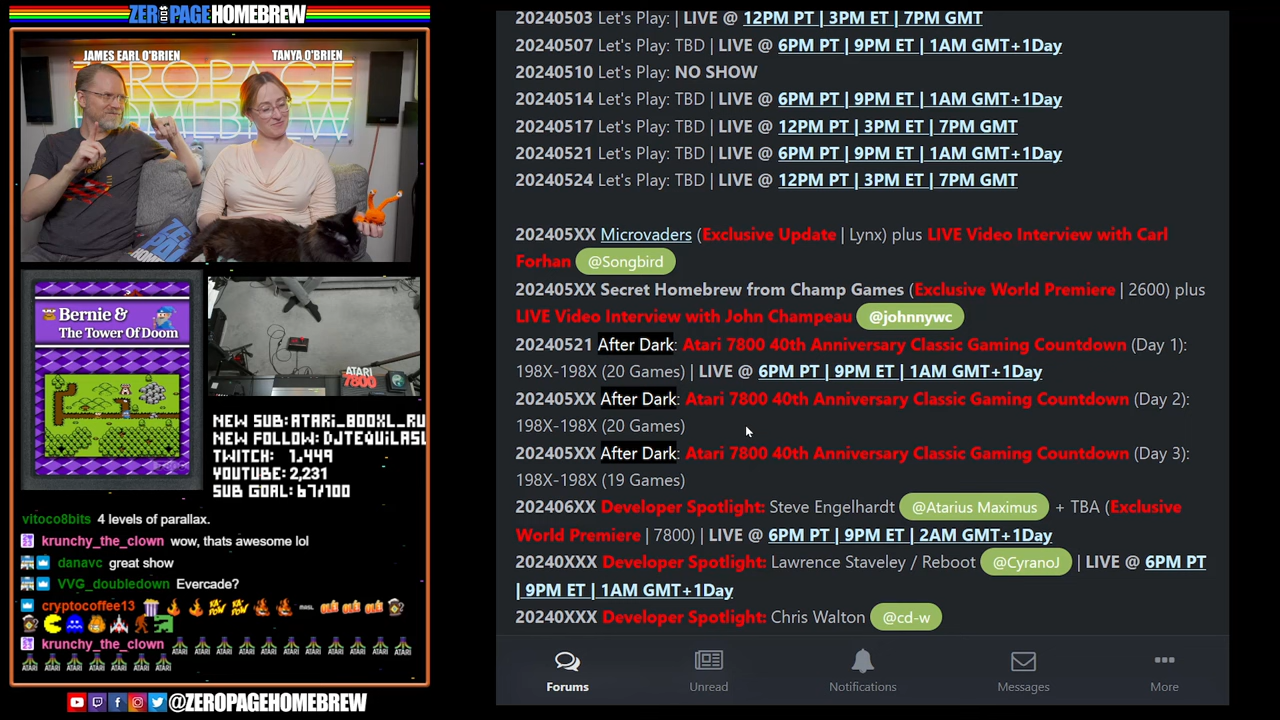 ZEROPAGEHOMEBREW
JAMES EARL O'BRIEN
TANYA O'BRIEN
ZEROPAGE
HOMEBREW
Bernie &
The Tower Of Doom
ATARI
7800
NEW SUB:ATARI_800XL_RU
NEW FOLLOW:DJTEQUILASU
TWITCH: 1,449
YOUTUBE: 2,231
SUB GOAL: 67/100
vitoco8bits 4 levels of parallax.
krunchy_the_clown wow, thats awesome lol
danavc great show
VVG_doubledown Evercade?
cryptocoffee13
krunchy_the_clown
@ZEROPAGEHOMEBREW
20240503 Let's Play: | LIVE @ 12PM PT | 3PM ET | 7PM GMT
20240507 Let's Play: TBD | LIVE @ 6PM PT | 9PM ET | 1AM GMT+1Day
20240510 Let's Play: NO SHOW
20240514 Let's Play: TBD | LIVE @ 6PM PT | 9PM ET | 1AM GMT+1Day
20240517 Let's Play: TBD | LIVE @ 12PM PT | 3PM ET | 7PM GMT
20240521 Let's Play: TBD | LIVE @ 6PM PT | 9PM ET | 1AM GMT+1Day
20240524 Let's Play: TBD | LIVE @ 12PM PT | 3PM ET | 7PM GMT
202405XX Microvaders (Exclusive Update | Lynx) plus LIVE Video Interview with Carl
Forhan @Songbird
202405XX Secret Homebrew from Champ Games (Exclusive World Premiere | 2600) plus
LIVE Video Interview with John Champeau @johnnywc
20240521 After Dark: Atari 7800 40th Anniversary Classic Gaming Countdown (Day 1):
198X-198X (20 Games) | LIVE @ 6PM PT | 9PM ET | 1AM GMT+1Day
202405XX After Dark: Atari 7800 40th Anniversary Classic Gaming Countdown (Day 2):
198X-198X (20 Games)
202405XX After Dark: Atari 7800 40th Anniversary Classic Gaming Countdown (Day 3):
198X-198X (19 Games)
202406XX Developer Spotlight: Steve Engelhardt @Atarius Maximus + TBA (Exclusive
World Premiere | 7800) | LIVE @ 6PM PT | 9PM ET | 2AM GMT+1Day
20240XXX Developer Spotlight: Lawrence Staveley / Reboot @CyranoJ | LIVE @ 6PM PT
| 9PM ET | 1AM GMT+1Day
20240XXX Developer Spotlight: Chris Walton @cd-w
Forums
Unread
Notifications
Messages
More